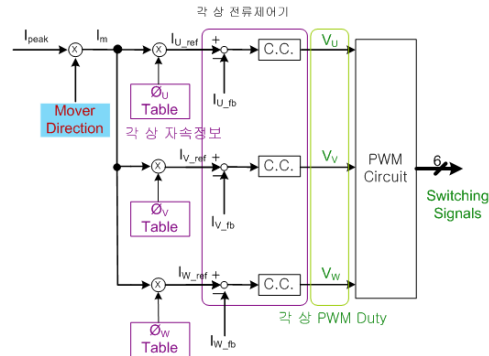 각 상 전류제어기
I_peak
I_m
I_U_ref
+
C.C.
V_U
x
x
Mover
Direction
Ø_U
Table
I_U_fb
각 상 자속정보
I_V_ref
+
C.C.
V_V
PWM
Circuit
6
x
Switching
Signals
Ø_V
Table
I_V_fb
I_W_ref
+
C.C.
V_W
x
각 상 PWM Duty
Ø_W
Table
I_W_fb